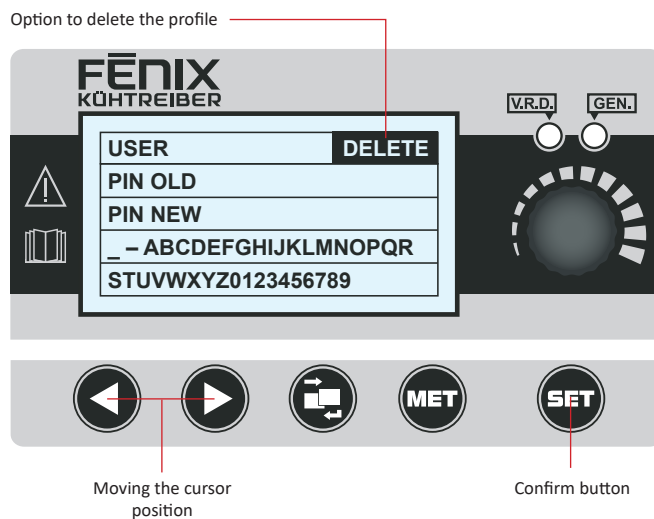 Option to delete the profile
FĒNIX
KÜHTREIBER
V.R.D. GEN.
USER DELETE
PIN OLD
PIN NEW
_ – ABCDEFGHIJKLMNOPQR
STUVWXYZ0123456789
MET SET
Moving the cursor
position
Confirm button